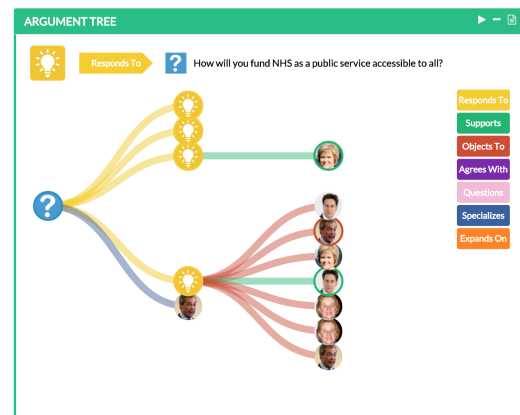 ARGUMENT TREE
Responds To
?
How will you fund NHS as a public service accessible to all?
Responds To
Supports
Objects To
Agrees With
Questions
Specializes
Expands On
?